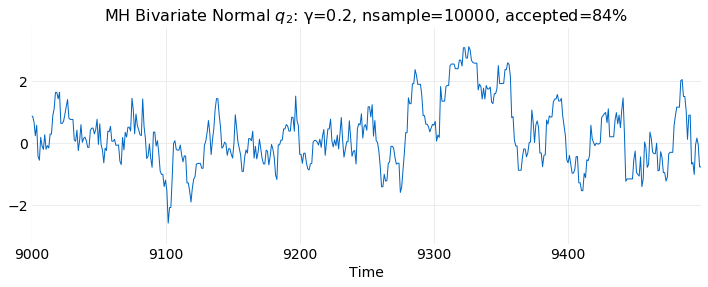 MH Bivariate Normal q₂: γ=0.2, nsample=10000, accepted=84%
2
0
−2
9000 9100 9200 9300 9400
Time